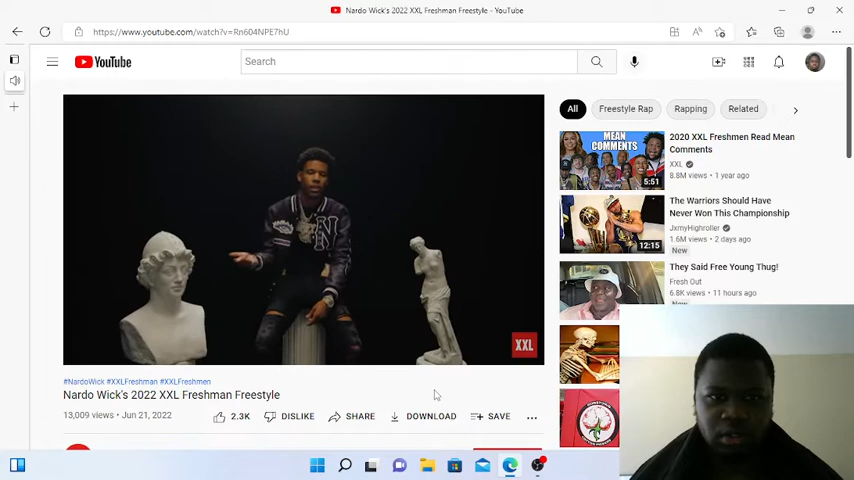 Nardo Wick's 2022 XXL Freshman Freestyle - YouTube
https://www.youtube.com/watch?v=Rn604NPE7hU
YouTube
Search
All
Freestyle Rap
Rapping
Related
MEAN
COMMENTS
5:51
2020 XXL Freshmen Read Mean
Comments
XXL
8.8M views • 1 year ago
12:15
The Warriors Should Have
Never Won This Championship
JxmyHighroller
1.6M views • 2 days ago
New
They Said Free Young Thug!
Fresh Out
6.8K views • 11 hours ago
New
N
XXL
#NardoWick #XXLFreshman #XXLFreshmen
Nardo Wick's 2022 XXL Freshman Freestyle
13,009 views • Jun 21, 2022
2.3K
DISLIKE
SHARE
DOWNLOAD
SAVE